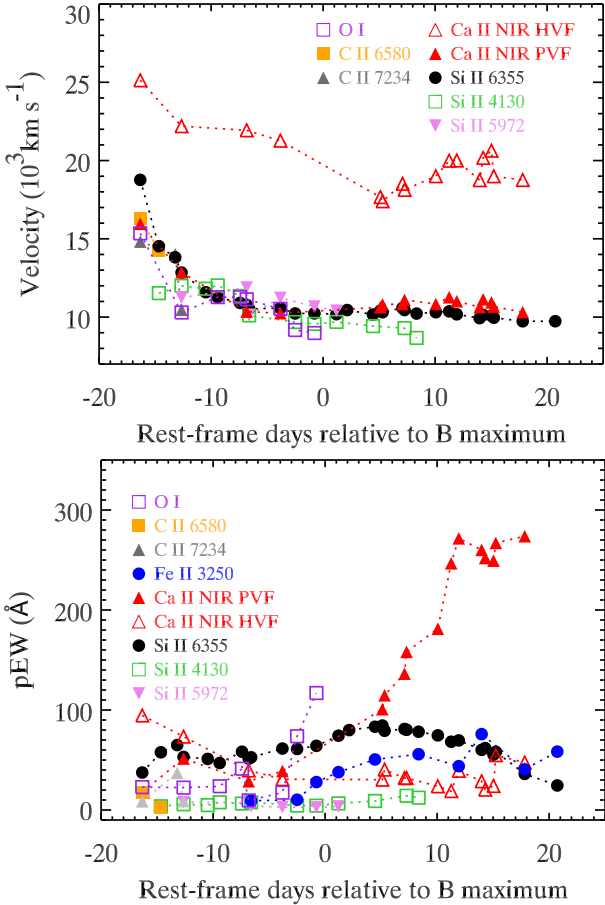 O I
C II 6580
C II 7234
Ca II NIR HVF
Ca II NIR PVF
Si II 6355
Si II 4130
Si II 5972
30
25
20
15
10
Velocity (10³km s⁻¹)
-20 -10 0 10 20
Rest-frame days relative to B maximum
O I
C II 6580
C II 7234
Fe II 3250
Ca II NIR PVF
Ca II NIR HVF
Si II 6355
Si II 4130
Si II 5972
300
200
100
0
pEW (Å)
-20 -10 0 10 20
Rest-frame days relative to B maximum